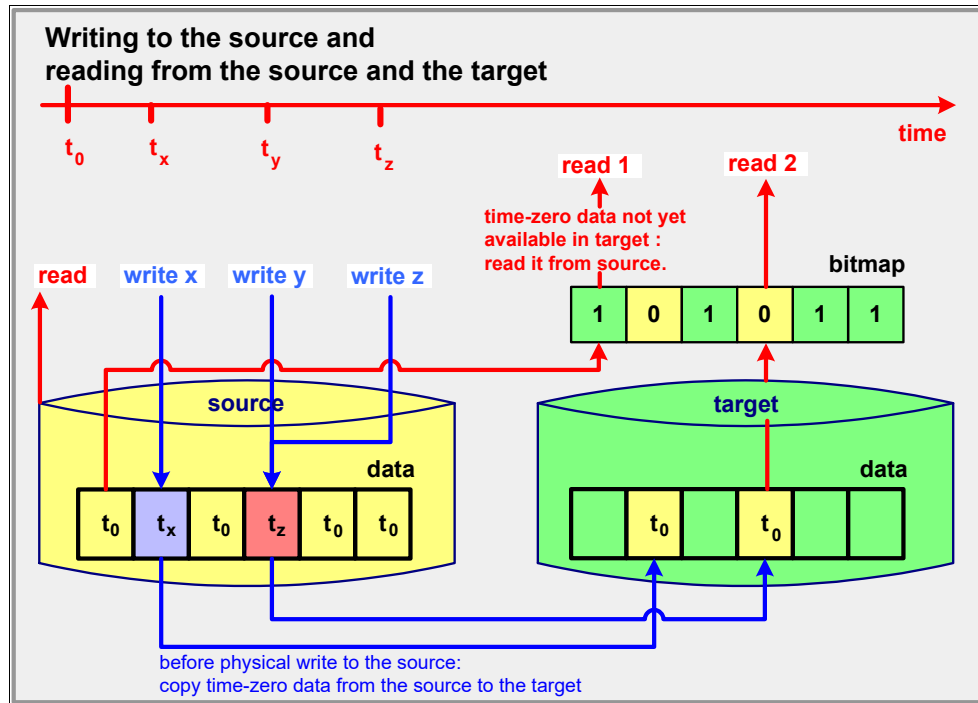 Writing to the source and
reading from the source and the target
time
t0 tx ty tz
read 1 read 2
time-zero data not yet
available in target :
read it from source.
bitmap
read write x write y write z
1 0 1 0 1 1
source target
data data
t0 tx t0 tz t0 t0
t0 t0
before physical write to the source:
copy time-zero data from the source to the target